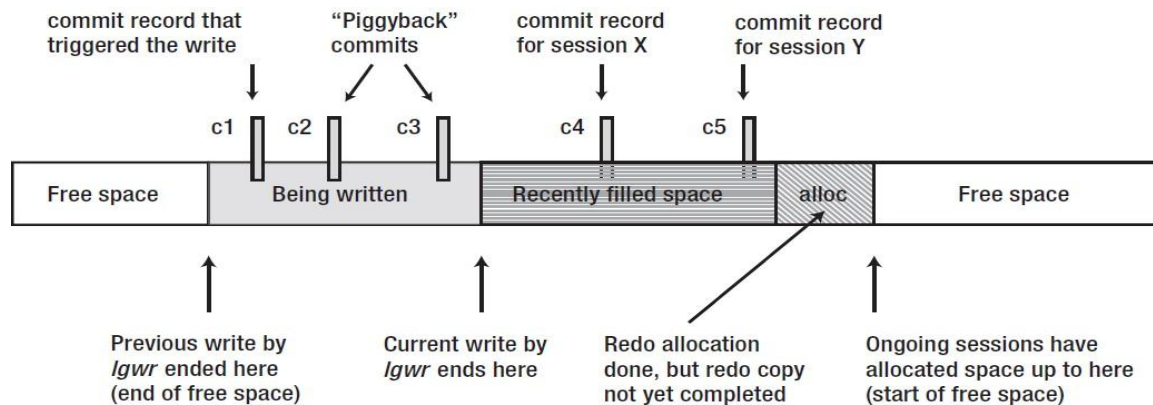 commit record that
triggered the write
“Piggyback”
commits
commit record
for session X
commit record
for session Y
c1
c2
c3
c4
c5
Free space
Being written
Recently filled space
alloc
Free space
Previous write by
lgwr ended here
(end of free space)
Current write by
lgwr ends here
Redo allocation
done, but redo copy
not yet completed
Ongoing sessions have
allocated space up to here
(start of free space)